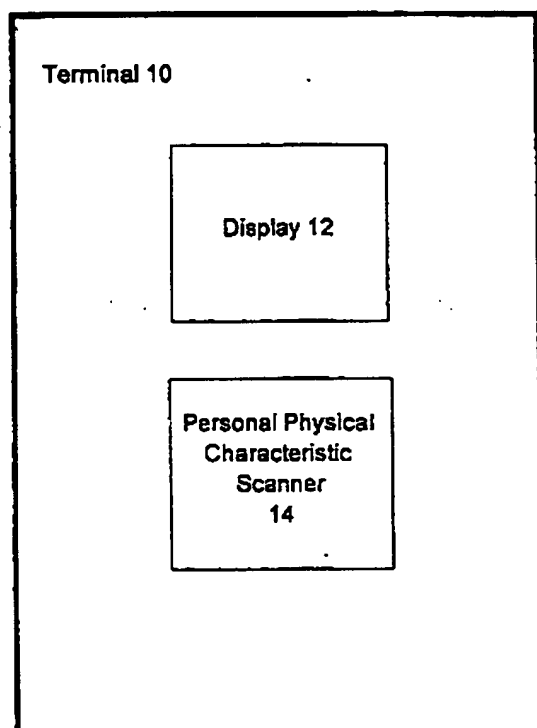 Terminal 10
Display 12
Personal Physical
Characteristic
Scanner
14